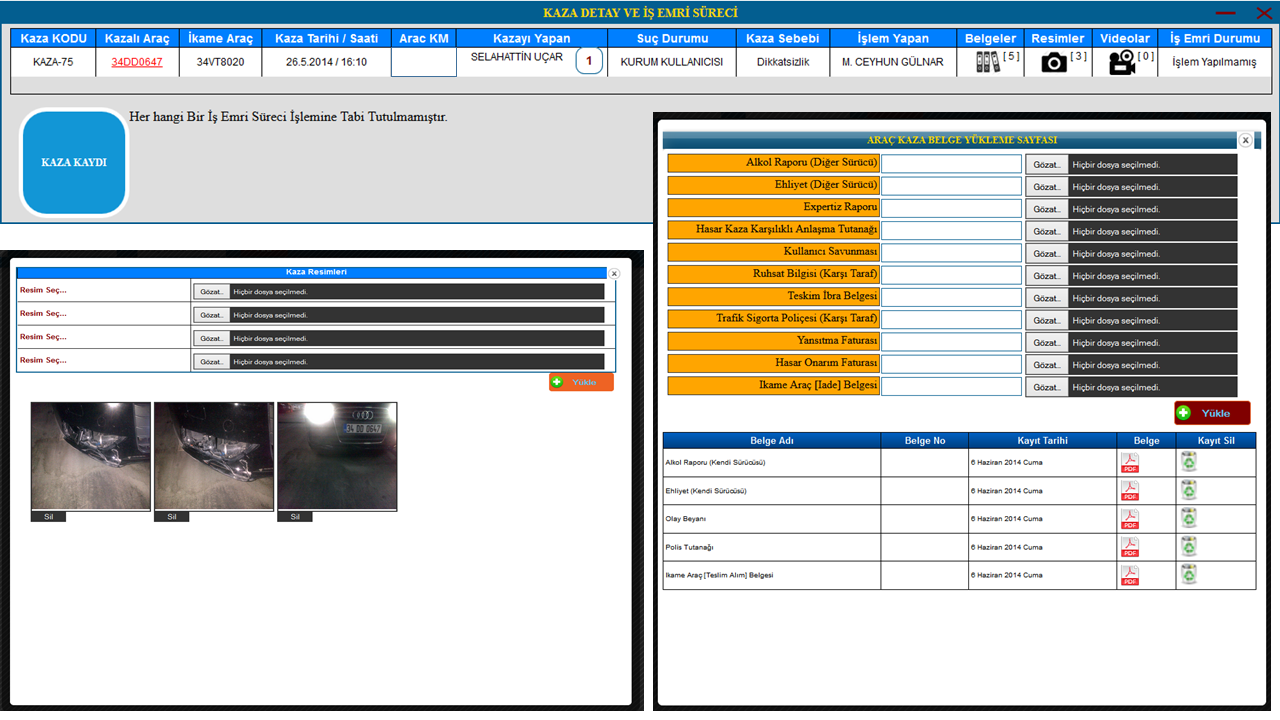 KAZA DETAY VE İŞ EMRİ SÜRECİ
Kaza KODU Kazalı Araç İkame Araç Kaza Tarihi / Saati Arac KM Kazayı Yapan Suç Durumu Kaza Sebebi İşlem Yapan Belgeler Resimler Videolar İş Emri Durumu
KAZA-75 34DD0647 34VT8020 26.5.2014 / 16:10 SELAHATTİN UÇAR 1 KURUM KULLANICISI Dikkatsizlik M. CEYHUN GÜLNAR [ 5 ] [ 3 ] [ 0 ] İşlem Yapılmamış
Her hangi Bir İş Emri Süreci İşlemine Tabi Tutulmamıştır.
KAZA KAYDI
Kaza Resimleri x
Resim Seç... Gözat.. Hiçbir dosya seçilmedi.
Resim Seç... Gözat.. Hiçbir dosya seçilmedi.
Resim Seç... Gözat.. Hiçbir dosya seçilmedi.
Resim Seç... Gözat.. Hiçbir dosya seçilmedi.
Yükle
34 DD 0647
Sil Sil Sil
ARAÇ KAZA BELGE YÜKLEME SAYFASI x
Alkol Raporu (Diğer Sürücü) Gözat.. Hiçbir dosya seçilmedi.
Ehliyet (Diğer Sürücü) Gözat.. Hiçbir dosya seçilmedi.
Expertiz Raporu Gözat.. Hiçbir dosya seçilmedi.
Hasar Kaza Karşılıklı Anlaşma Tutanağı Gözat.. Hiçbir dosya seçilmedi.
Kullanıcı Savunması Gözat.. Hiçbir dosya seçilmedi.
Ruhsat Bilgisi (Karşı Taraf) Gözat.. Hiçbir dosya seçilmedi.
Teskim İbra Belgesi Gözat.. Hiçbir dosya seçilmedi.
Trafik Sigorta Poliçesi (Karşı Taraf) Gözat.. Hiçbir dosya seçilmedi.
Yansıtma Faturası Gözat.. Hiçbir dosya seçilmedi.
Hasar Onarım Faturası Gözat.. Hiçbir dosya seçilmedi.
Ikame Araç [Iade] Belgesi Gözat.. Hiçbir dosya seçilmedi.
Yükle
Belge Adı Belge No Kayıt Tarihi Belge Kayıt Sil
Alkol Raporu (Kendi Sürücüsü) 6 Haziran 2014 Cuma PDF
Ehliyet (Kendi Sürücüsü) 6 Haziran 2014 Cuma PDF
Olay Beyanı 6 Haziran 2014 Cuma PDF
Polis Tutanağı 6 Haziran 2014 Cuma PDF
Ikame Araç [Teslim Alım] Belgesi 6 Haziran 2014 Cuma PDF